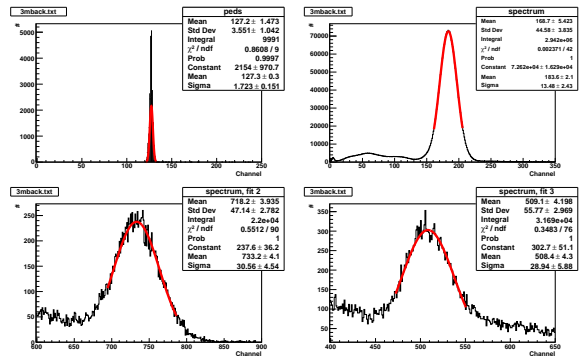 3mback.txt
peds
Mean 127.2 ± 1.473
Std Dev 3.551 ± 1.042
Integral 9991
χ² / ndf 0.8608 / 9
Prob 0.9997
Constant 2154 ± 970.7
Mean 127.3 ± 0.3
Sigma 1.723 ± 0.151
#
5000
4000
3000
2000
1000
0
0 50 100 150 200 250
Channel
3mback.txt
spectrum
Mean 168.7 ± 5.423
Std Dev 44.58 ± 3.835
Integral 2.942e+06
χ² / ndf 0.002371 / 42
Prob 1
Constant 7.262e+04 ± 1.629e+04
Mean 183.6 ± 2.1
Sigma 13.48 ± 2.43
#
70000
60000
50000
40000
30000
20000
10000
0
0 50 100 150 200 250 300 350
Channel
3mback.txt
spectrum, fit 2
Mean 718.2 ± 3.935
Std Dev 47.14 ± 2.782
Integral 2.2e+04
χ² / ndf 0.5512 / 90
Prob 1
Constant 237.6 ± 36.2
Mean 733.2 ± 4.1
Sigma 30.56 ± 4.54
#
250
200
150
100
50
0
600 700 800 900
Channel
3mback.txt
spectrum, fit 3
Mean 509.1 ± 4.198
Std Dev 55.77 ± 2.969
Integral 3.169e+04
χ² / ndf 0.3483 / 76
Prob 1
Constant 302.7 ± 51.1
Mean 508.4 ± 4.3
Sigma 28.94 ± 5.88
#
350
300
250
200
150
100
50
400 450 500 550 600 650
Channel